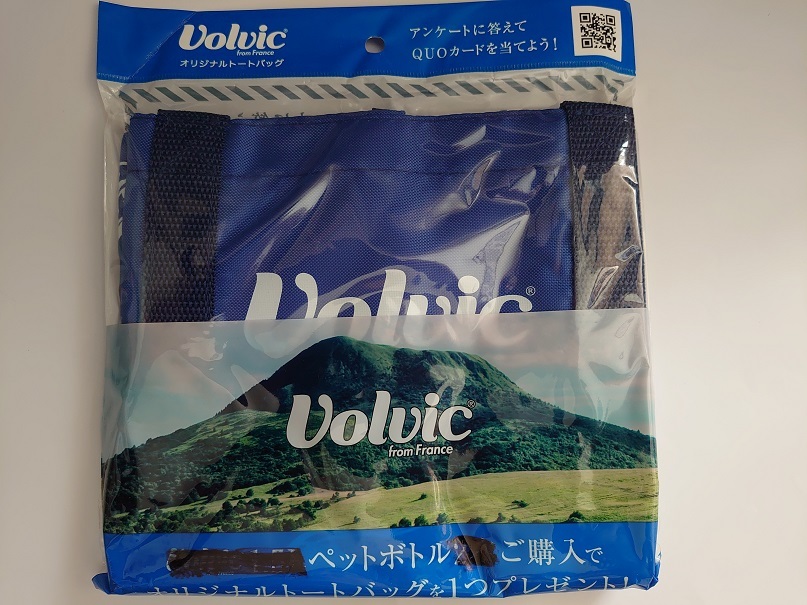 Volvic®
from France
オリジナルトートバッグ
アンケートに答えて
QUOカードを当てよう!
Volvic®
Volvic®
from France
ペットボトル ご購入で
オリジナルトートバッグを1つプレゼント!